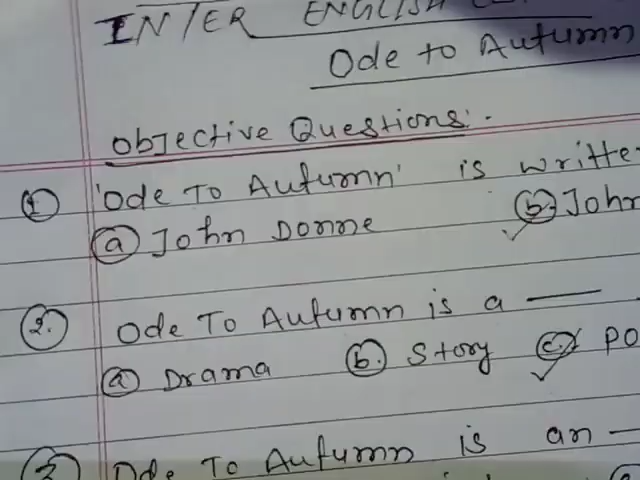 INTER ENGLISH
Ode to Autumn
Objective Questions:-
1 'Ode To Autumn' is writte
a John Donne b. John
2. Ode To Autumn is a —
a Drama b. Story c. Po
3 Ode To Autumn is an —